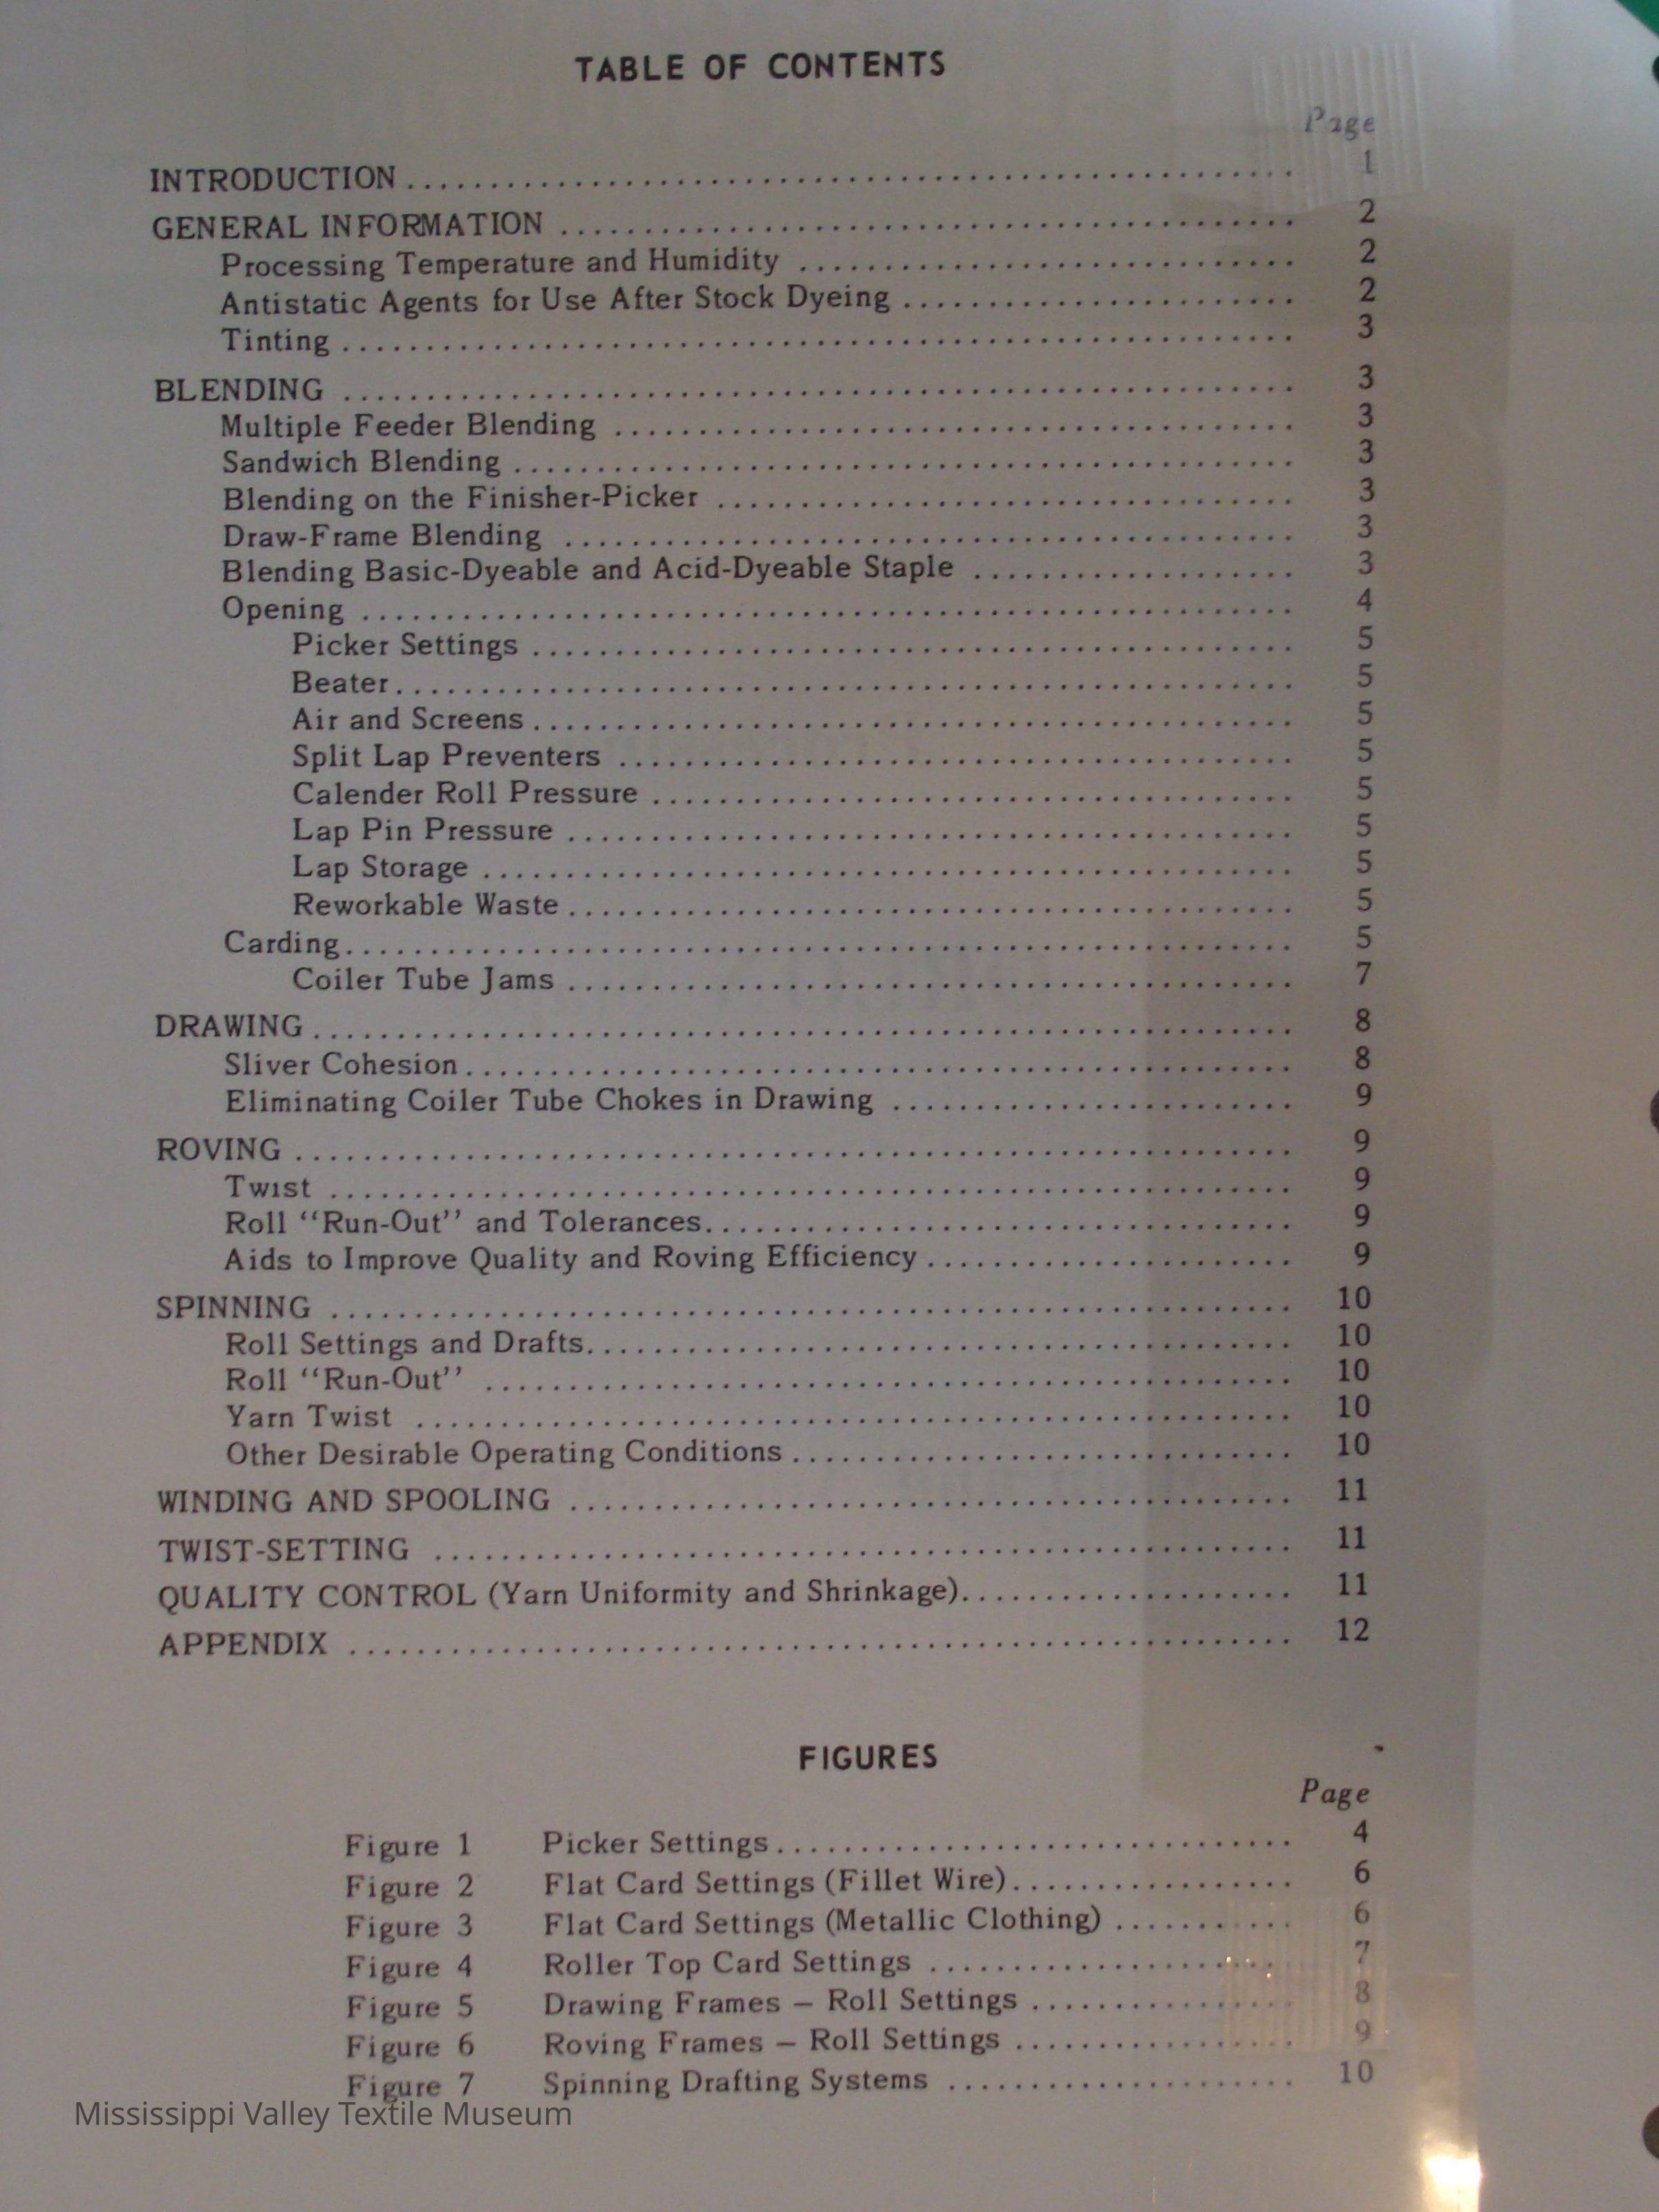 TABLE OF CONTENTS
Page
INTRODUCTION ........ 1
GENERAL INFORMATION ........ 2
Processing Temperature and Humidity ........ 2
Antistatic Agents for Use After Stock Dyeing ........ 2
Tinting ........ 3
BLENDING ........ 3
Multiple Feeder Blending ........ 3
Sandwich Blending ........ 3
Blending on the Finisher-Picker ........ 3
Draw-Frame Blending ........ 3
Blending Basic-Dyeable and Acid-Dyeable Staple ........ 3
Opening ........ 4
Picker Settings ........ 5
Beater ........ 5
Air and Screens ........ 5
Split Lap Preventers ........ 5
Calender Roll Pressure ........ 5
Lap Pin Pressure ........ 5
Lap Storage ........ 5
Reworkable Waste ........ 5
Carding ........ 5
Coiler Tube Jams ........ 7
DRAWING ........ 8
Sliver Cohesion ........ 8
Eliminating Coiler Tube Chokes in Drawing ........ 9
ROVING ........ 9
Twist ........ 9
Roll ‘‘Run-Out’’ and Tolerances ........ 9
Aids to Improve Quality and Roving Efficiency ........ 9
SPINNING ........ 10
Roll Settings and Drafts ........ 10
Roll ‘‘Run-Out’’ ........ 10
Yarn Twist ........ 10
Other Desirable Operating Conditions ........ 10
WINDING AND SPOOLING ........ 11
TWIST-SETTING ........ 11
QUALITY CONTROL (Yarn Uniformity and Shrinkage) ........ 11
APPENDIX ........ 12
FIGURES
Page
Figure 1 Picker Settings ........ 4
Figure 2 Flat Card Settings (Fillet Wire) ........ 6
Figure 3 Flat Card Settings (Metallic Clothing) ........ 6
Figure 4 Roller Top Card Settings ........ 7
Figure 5 Drawing Frames – Roll Settings ........ 8
Figure 6 Roving Frames – Roll Settings ........ 9
Figure 7 Spinning Drafting Systems ........ 10
Mississippi Valley Textile Museum